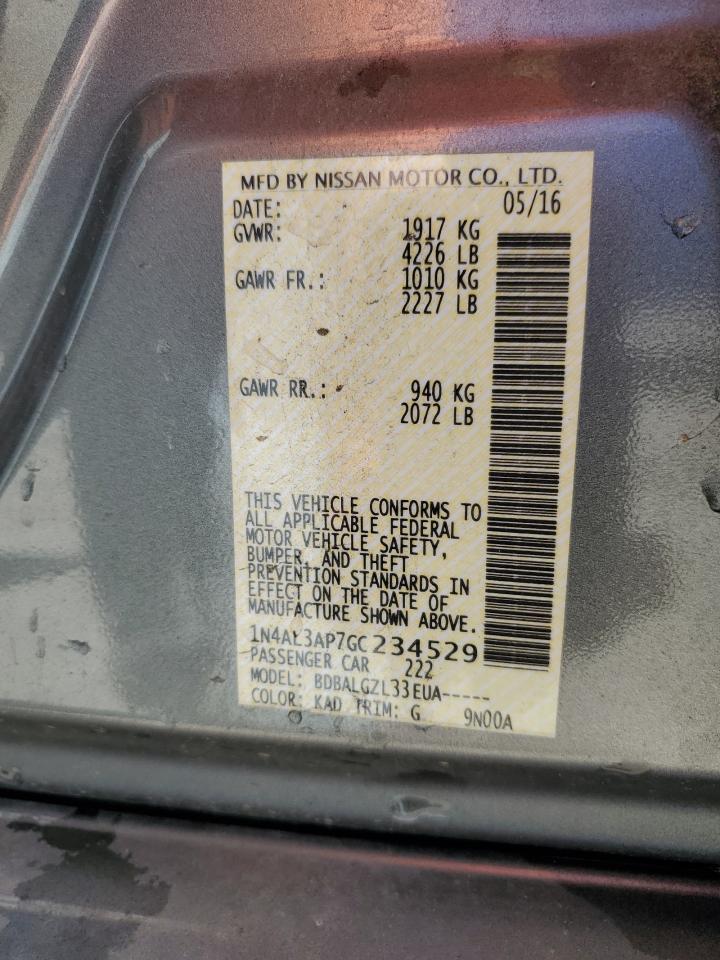 MFD BY NISSAN MOTOR CO., LTD.
DATE: 05/16
GVWR: 1917 KG
4226 LB
GAWR FR.: 1010 KG
2227 LB
GAWR RR.: 940 KG
2072 LB
THIS VEHICLE CONFORMS TO
ALL APPLICABLE FEDERAL
MOTOR VEHICLE SAFETY,
BUMPER, AND THEFT
PREVENTION STANDARDS IN
EFFECT ON THE DATE OF
MANUFACTURE SHOWN ABOVE.
1N4AL3AP7GC234529
PASSENGER CAR 222
MODEL: BDBALGZL33EUA-----
COLOR: KAD TRIM: G 9N00A